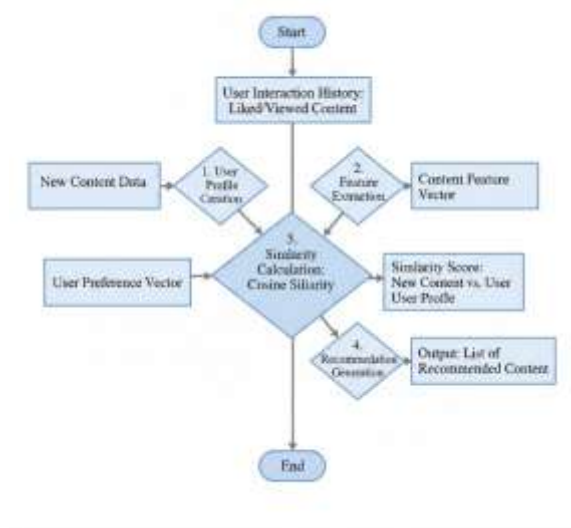 Start
User Interaction History:
Liked/Viewed Content
New Content Data
1. User
Profile
Creation
2.
Feature
Extraction
Content Feature
Vector
3.
Similarity
Calculation:
Cosine Siliarity
User Preference Vector
Similarity Score:
New Content vs. User
User Profile
4.
Recommedation
Generation
Output: List of
Recommended Content
End